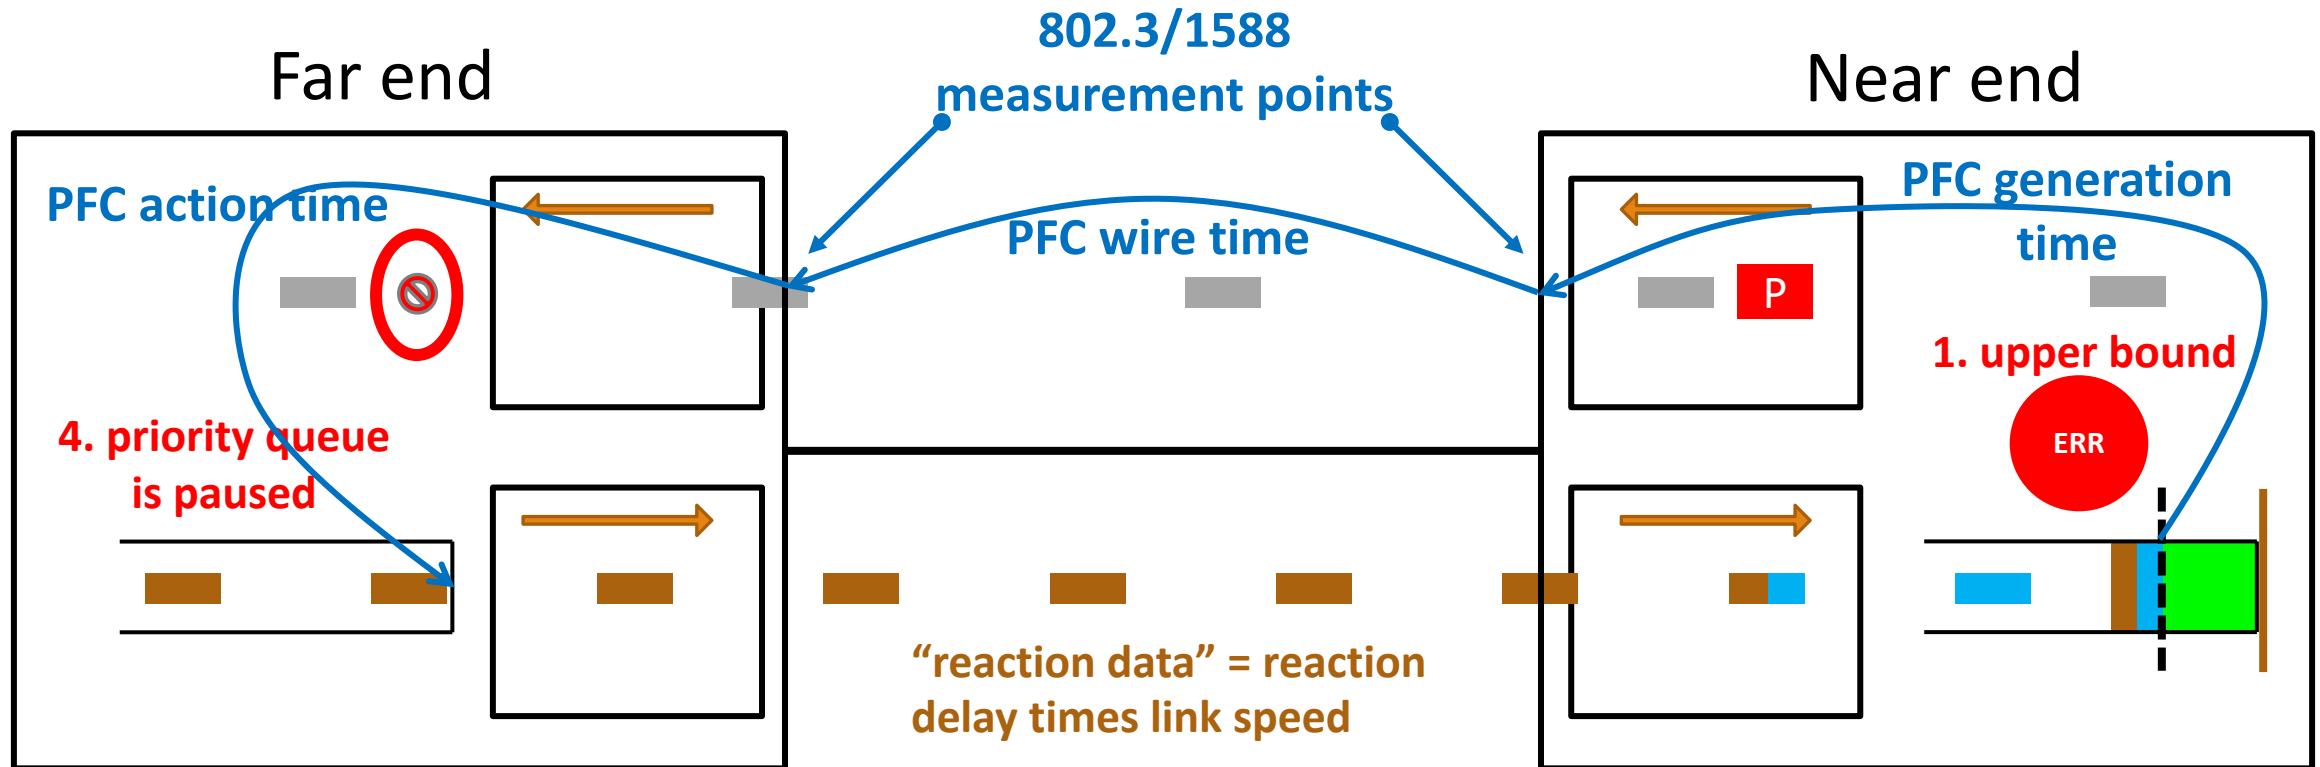 802.3/1588
measurement points
Far end
Near end
PFC action time
PFC wire time
PFC generation
time
P
1. upper bound
ERR
4. priority queue
is paused
“reaction data” = reaction
delay times link speed